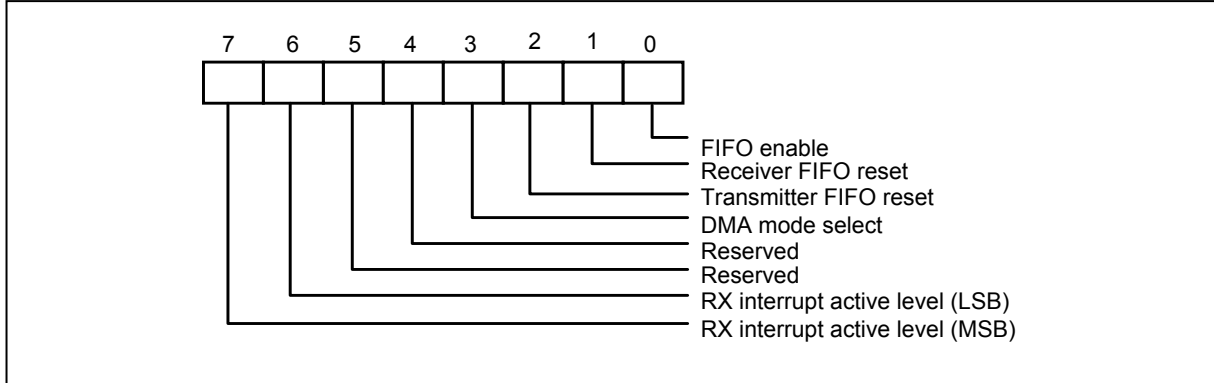 7 6 5 4 3 2 1 0
FIFO enable
Receiver FIFO reset
Transmitter FIFO reset
DMA mode select
Reserved
Reserved
RX interrupt active level (LSB)
RX interrupt active level (MSB)